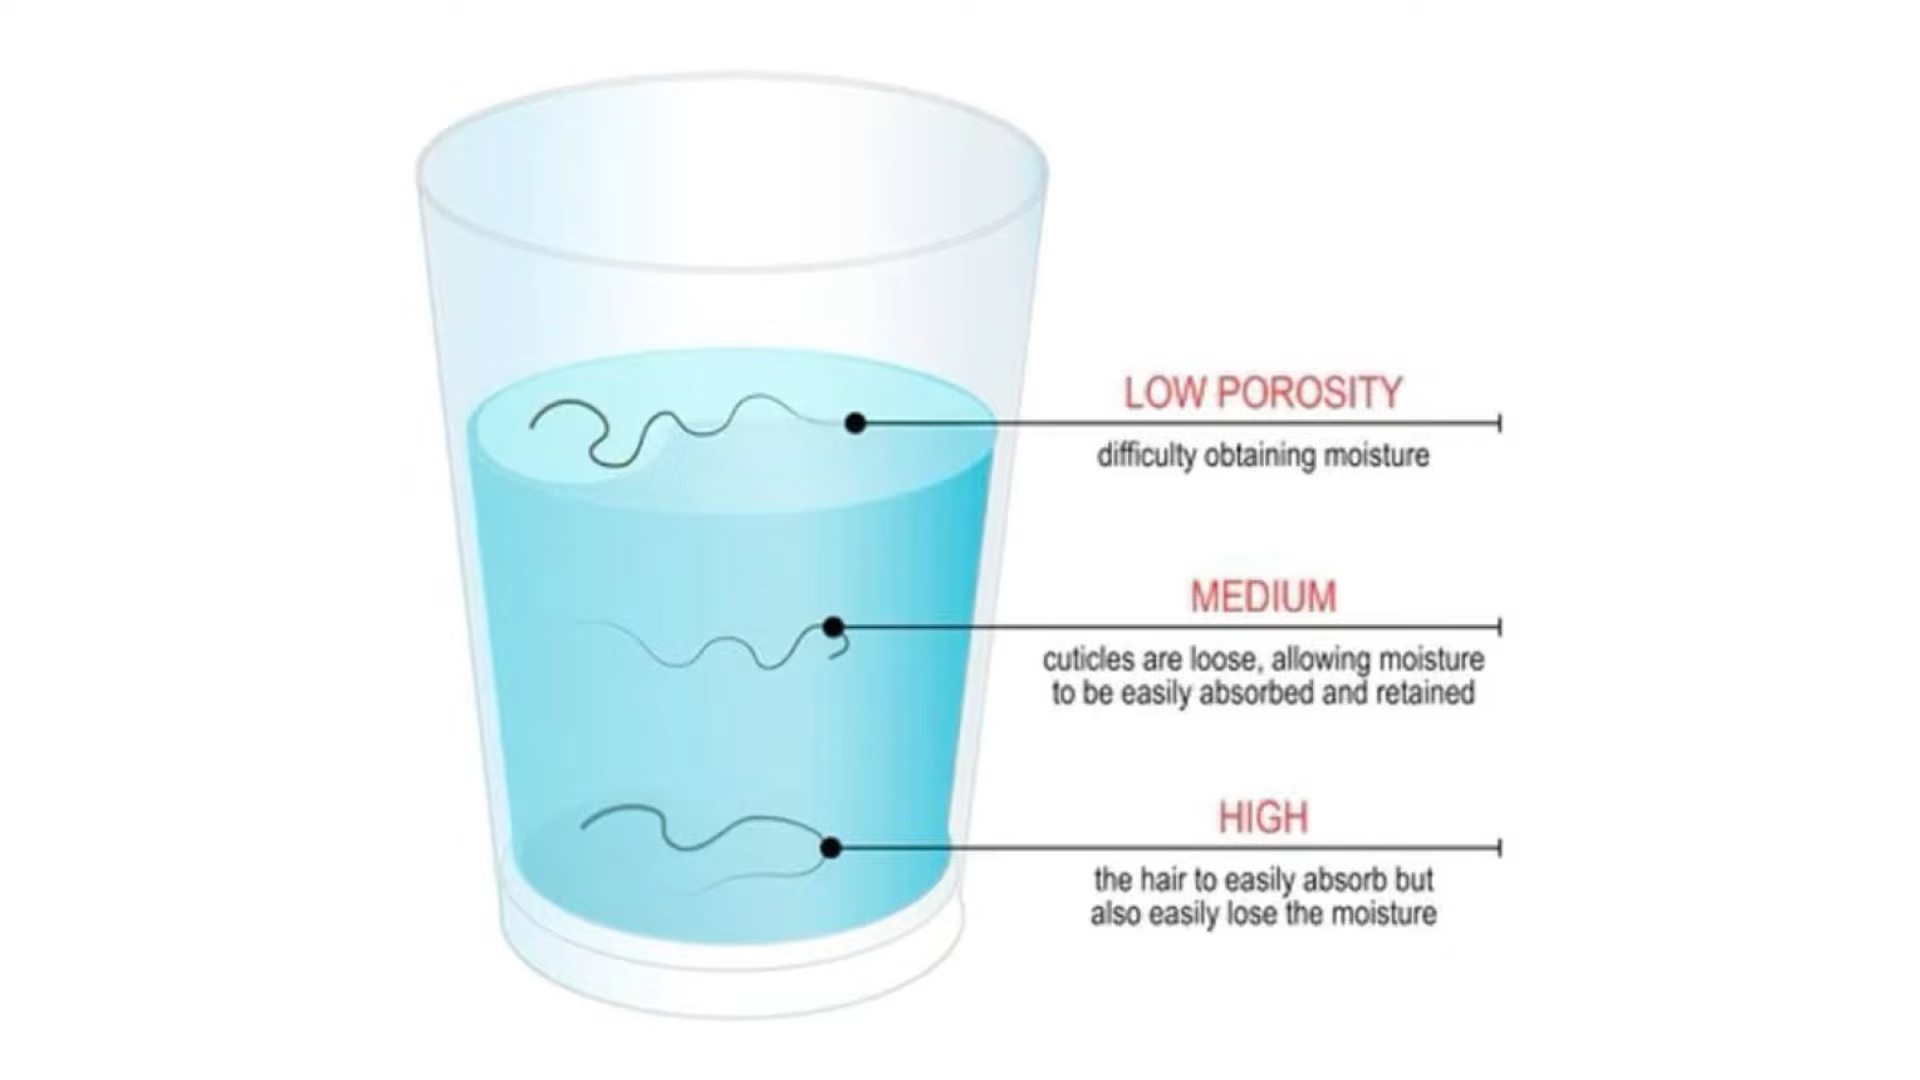 LOW POROSITY
difficulty obtaining moisture
MEDIUM
cuticles are loose, allowing moisture
to be easily absorbed and retained
HIGH
the hair to easily absorb but
also easily lose the moisture